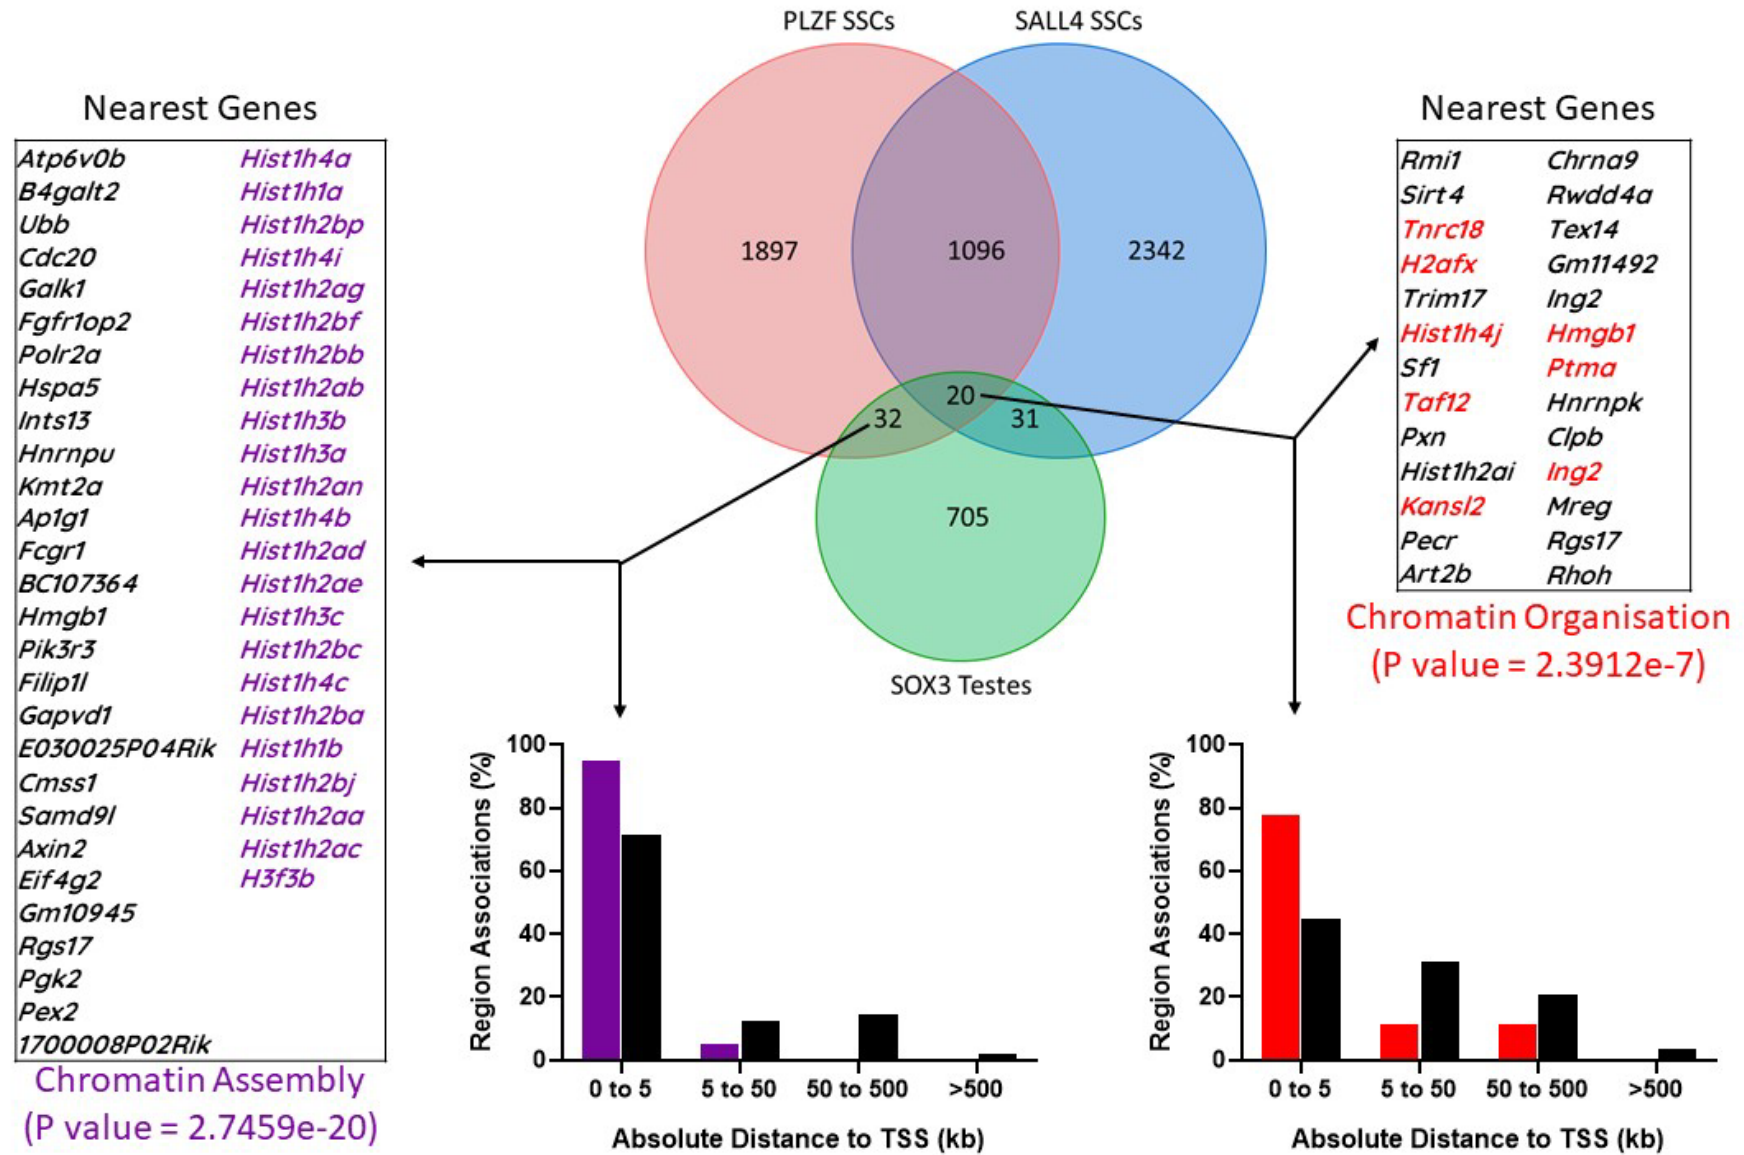 PLZF SSCs
SALL4 SSCs
1897
1096
2342
20
32
31
705
SOX3 Testes
Nearest Genes
Atp6v0b Hist1h4a
B4galt2 Hist1h1a
Ubb Hist1h2bp
Cdc20 Hist1h4i
Galk1 Hist1h2ag
Fgfr1op2 Hist1h2bf
Polr2a Hist1h2bb
Hspa5 Hist1h2ab
Ints13 Hist1h3b
Hnrnpu Hist1h3a
Kmt2a Hist1h2an
Ap1g1 Hist1h4b
Fcgr1 Hist1h2ad
BC107364 Hist1h2ae
Hmgb1 Hist1h3c
Pik3r3 Hist1h2bc
Filip1l Hist1h4c
Gapvd1 Hist1h2ba
E030025P04Rik Hist1h1b
Cmss1 Hist1h2bj
Samd9l Hist1h2aa
Axin2 Hist1h2ac
Eif4g2 H3f3b
Gm10945
Rgs17
Pgk2
Pex2
1700008P02Rik
Chromatin Assembly
(P value = 2.7459e-20)
Nearest Genes
Rmi1 Chrna9
Sirt4 Rwdd4a
Tnrc18 Tex14
H2afx Gm11492
Trim17 Ing2
Hist1h4j Hmgb1
Sf1 Ptma
Taf12 Hnrnpk
Pxn Clpb
Hist1h2ai Ing2
Kansl2 Mreg
Pecr Rgs17
Art2b Rhoh
Chromatin Organisation
(P value = 2.3912e-7)
Region Associations (%)
100
80
60
40
20
0
0 to 5 5 to 50 50 to 500 >500
Absolute Distance to TSS (kb)
Region Associations (%)
100
80
60
40
20
0
0 to 5 5 to 50 50 to 500 >500
Absolute Distance to TSS (kb)